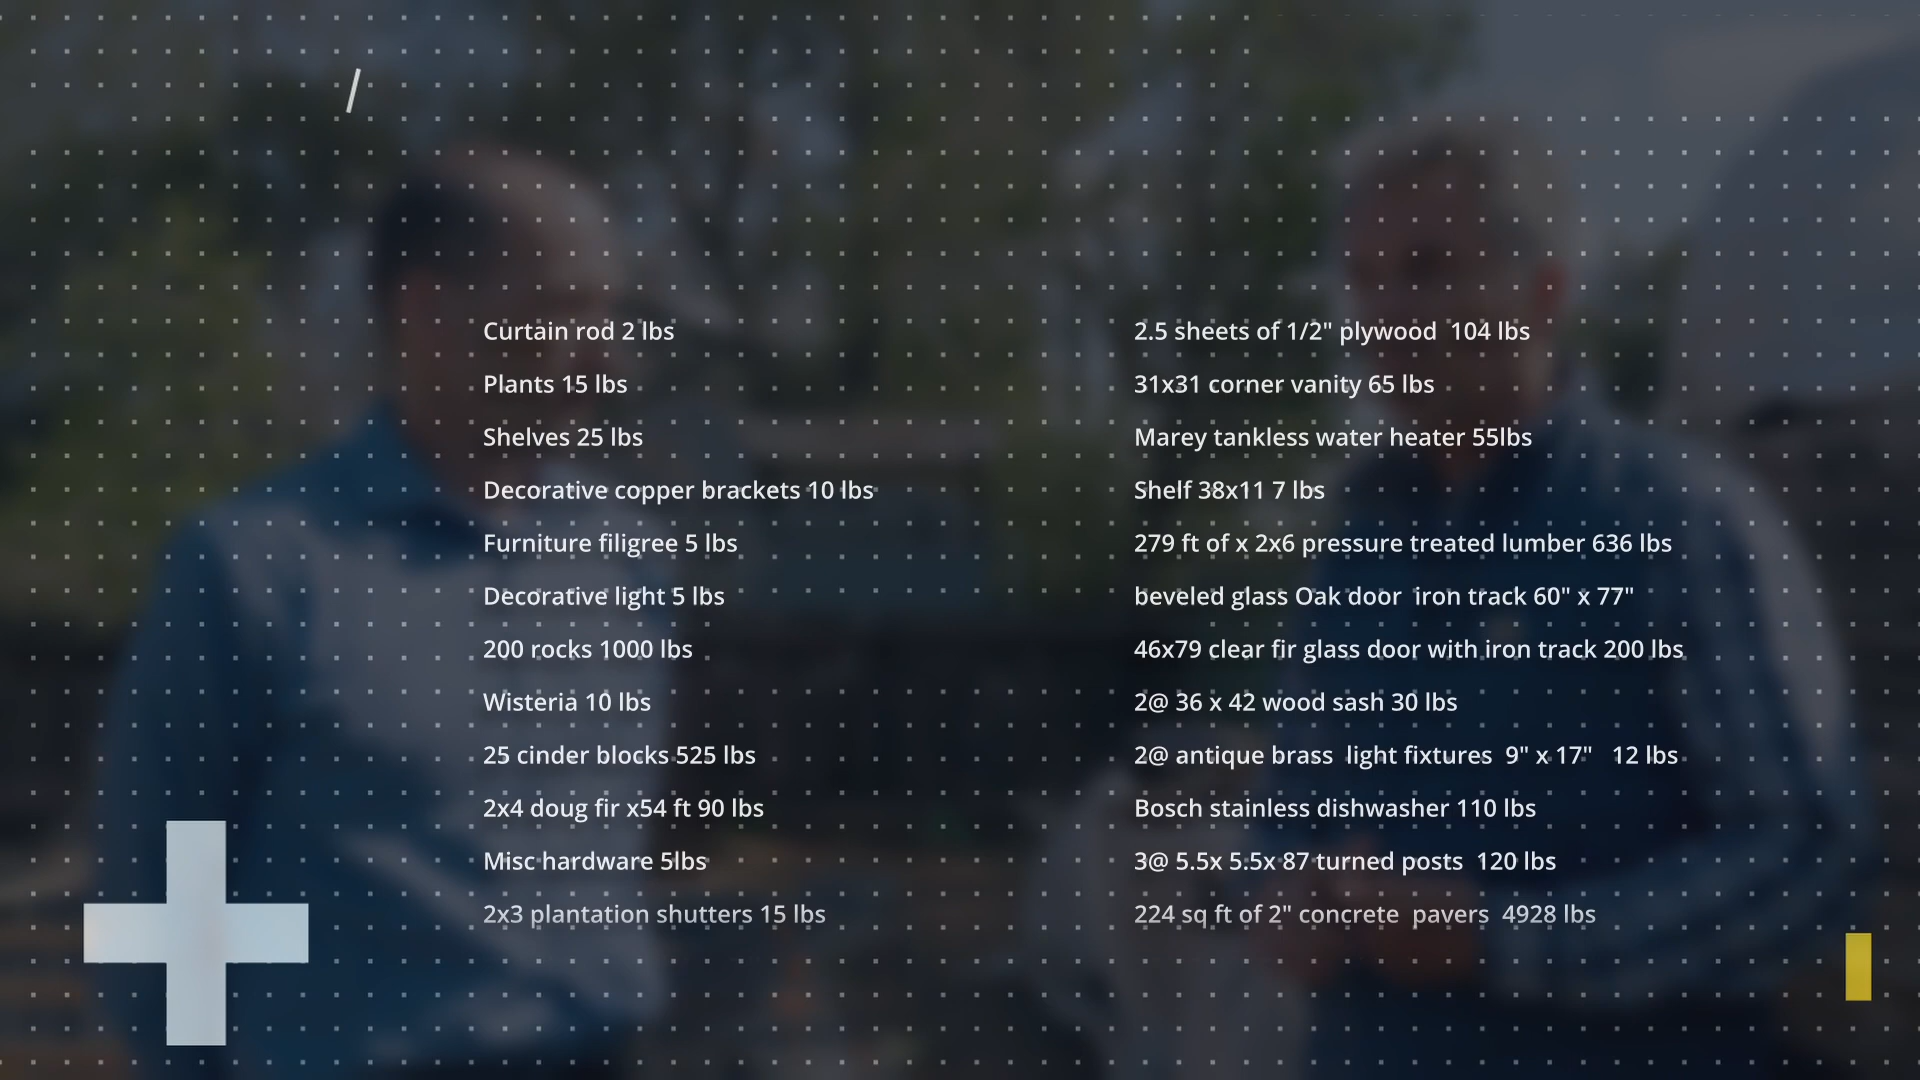 Curtain rod 2 lbs
Plants 15 lbs
Shelves 25 lbs
Decorative copper brackets 10 lbs
Furniture filigree 5 lbs
Decorative light 5 lbs
200 rocks 1000 lbs
Wisteria 10 lbs
25 cinder blocks 525 lbs
2x4 doug fir x54 ft 90 lbs
Misc hardware 5lbs
2x3 plantation shutters 15 lbs
2.5 sheets of 1/2" plywood  104 lbs
31x31 corner vanity 65 lbs
Marey tankless water heater 55lbs
Shelf 38x11 7 lbs
279 ft of x 2x6 pressure treated lumber 636 lbs
beveled glass Oak door  iron track 60" x 77"
46x79 clear fir glass door with iron track 200 lbs
2@ 36 x 42 wood sash 30 lbs
2@ antique brass  light fixtures  9" x 17"   12 lbs
Bosch stainless dishwasher 110 lbs
3@ 5.5x 5.5x 87 turned posts  120 lbs
224 sq ft of 2" concrete  pavers  4928 lbs